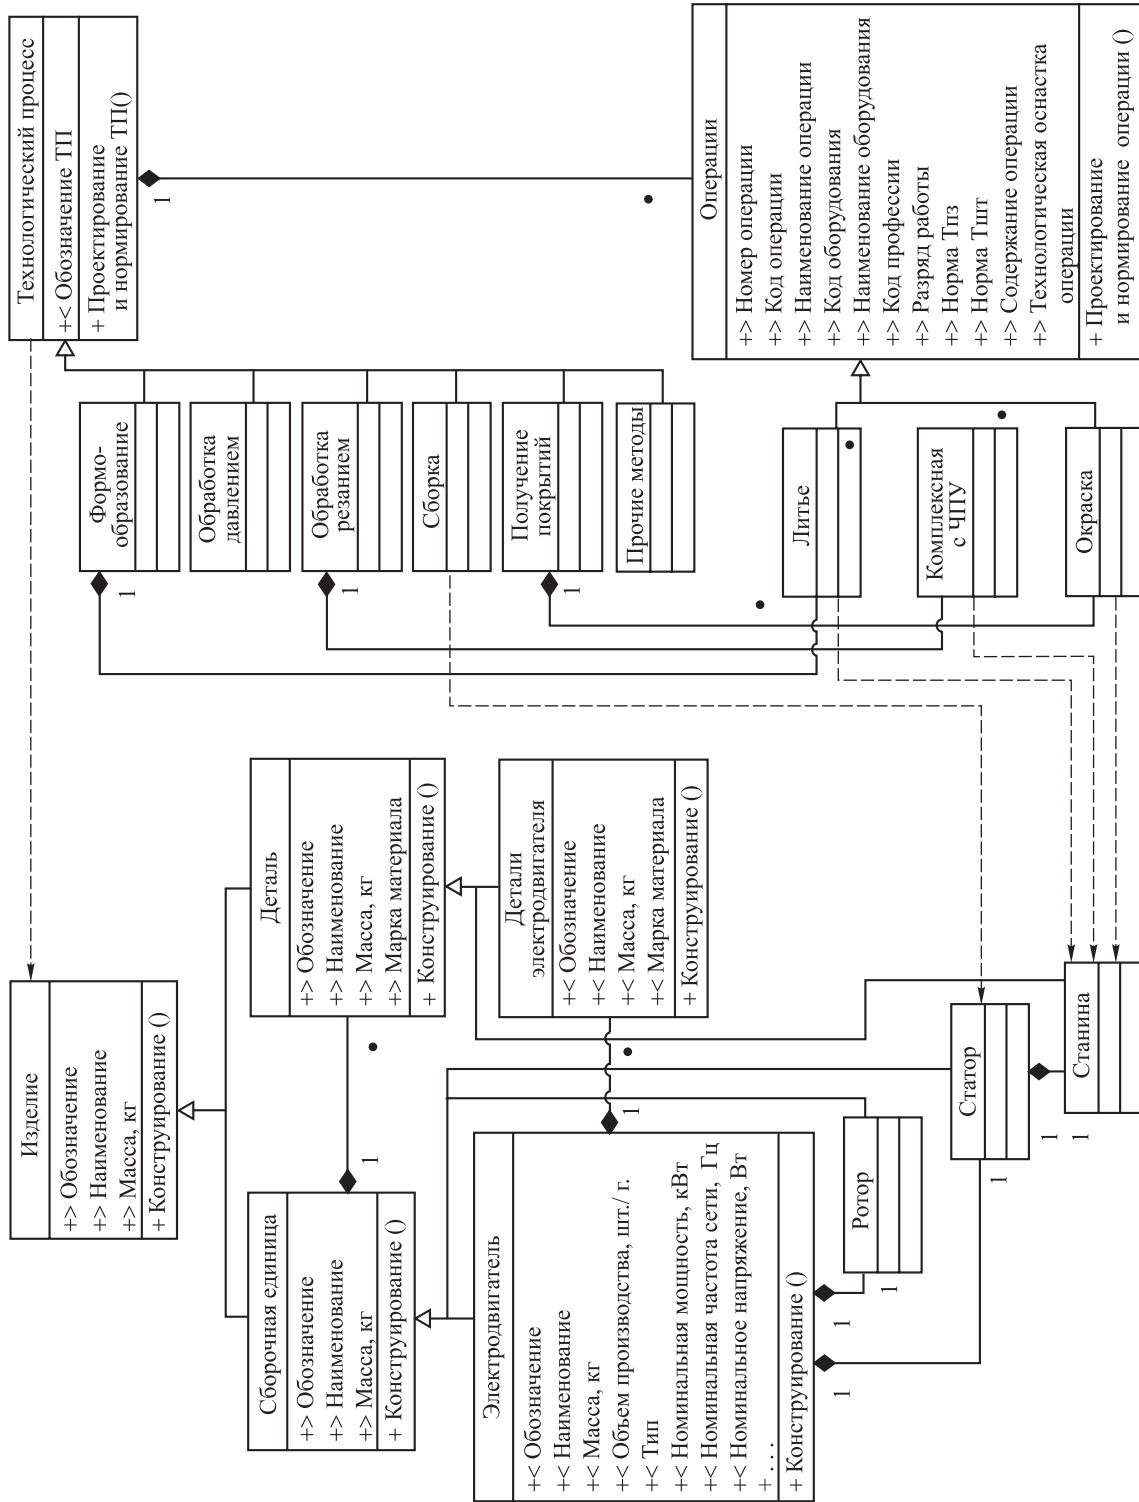 Изделие
+> Обозначение
+> Наименование
+> Масса, кг
+ Конструирование ()
Технологический процесс
+< Обозначение ТП
+ Проектирование
и нормирование ТП()
1
Сборочная единица
+> Обозначение
+> Наименование
+> Масса, кг
+ Конструирование ()
1
Деталь
+> Обозначение
+> Наименование
+> Масса, кг
+> Марка материала
+ Конструирование ()
Формо-
образование
1
Обработка
давлением
Обработка
резанием
1
Сборка
Получение
покрытий
1
Прочие методы
Электродвигатель
+< Обозначение
+< Наименование
+< Масса, кг
+< Объем производства, шт./ г.
+< Тип
+< Номинальная мощность, кВт
+< Номинальная частота сети, Гц
+< Номинальное напряжение, Вт
+ . . .
+ Конструирование ()
1
1
1
Детали
электродвигателя
+< Обозначение
+< Наименование
+< Масса, кг
+< Марка материала
+ Конструирование ()
Операции
+> Номер операции
+> Код операции
+> Наименование операции
+> Код оборудования
+> Наименование оборудования
+> Код профессии
+> Разряд работы
+> Норма Тпз
+> Норма Тшт
+> Содержание операции
+> Технологическая оснастка
операции
+ Проектирование
и нормирование операции ()
Литье
Комплексная
с ЧПУ
Окраска
Ротор
1
Статор
1
1
Станина
1